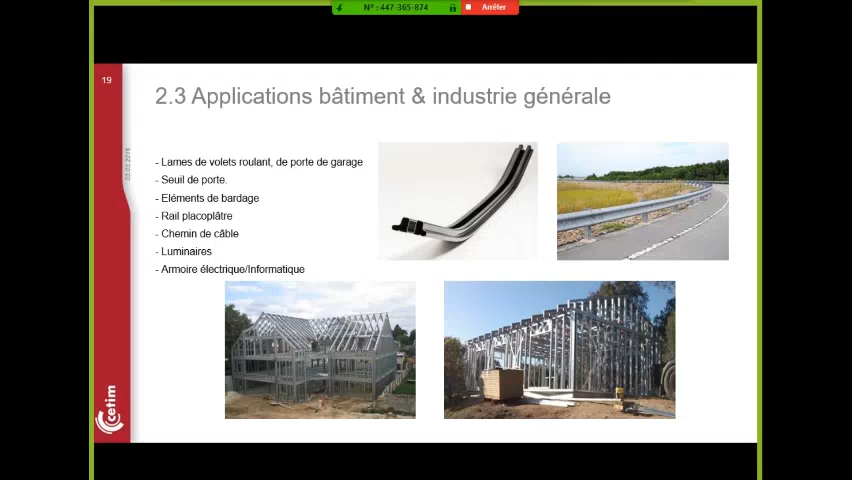 N° : 447-365-874
Arrêter
19
2.3 Applications bâtiment & industrie générale
- Lames de volets roulant, de porte de garage
- Seuil de porte.
- Eléments de bardage
- Rail placoplâtre
- Chemin de câble
- Luminaires
- Armoire électrique/Informatique
cetim